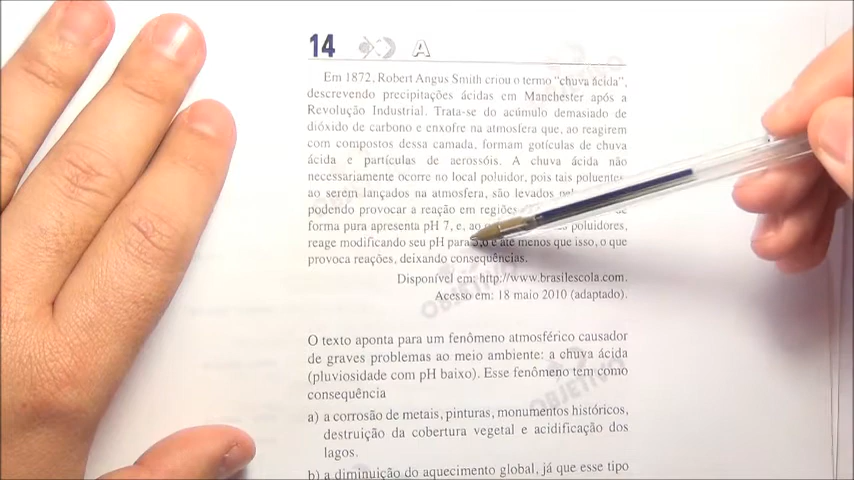 14 A
Em 1872, Robert Angus Smith criou o termo “chuva ácida”,
descrevendo precipitações ácidas em Manchester após a
Revolução Industrial. Trata-se do acúmulo demasiado de
dióxido de carbono e enxofre na atmosfera que, ao reagirem
com compostos dessa camada, formam gotículas de chuva
ácida e partículas de aerossóis. A chuva ácida não
necessariamente ocorre no local poluidor, pois tais poluentes,
ao serem lançados na atmosfera, são levados
podendo provocar a reação em regiões
forma pura apresenta pH 7, e, ao poluidores,
reage modificando seu pH para e até menos que isso, o que
provoca reações, deixando consequências.
Disponível em: http://www.brasilescola.com.
Acesso em: 18 maio 2010 (adaptado).
OBJETIVO
O texto aponta para um fenômeno atmosférico causador
de graves problemas ao meio ambiente: a chuva ácida
(pluviosidade com pH baixo). Esse fenômeno tem como
consequência
OBJETIVO
a) a corrosão de metais, pinturas, monumentos históricos,
destruição da cobertura vegetal e acidificação dos
lagos.
b) a diminuição do aquecimento global, já que esse tipo